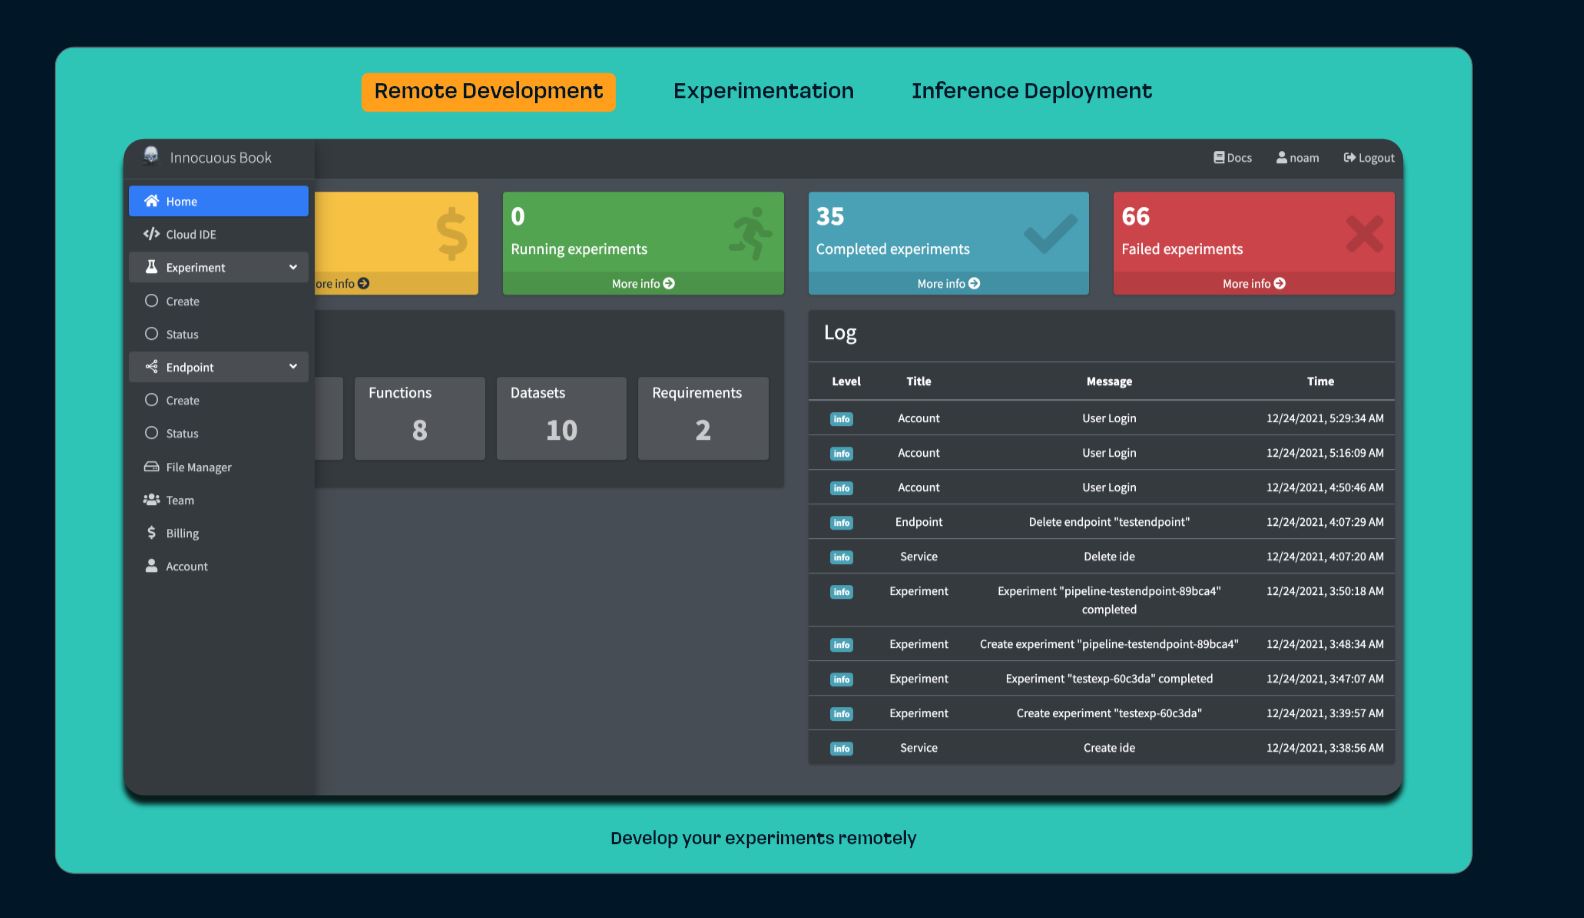 Remote Development
Experimentation
Inference Deployment
Innocuous Book
Docs
noam
Logout
Home
Cloud IDE
Experiment
Create
Status
Endpoint
Create
Status
File Manager
Team
Billing
Account
ore info
0
Running experiments
More info
35
Completed experiments
More info
66
Failed experiments
More info
Functions
8
Datasets
10
Requirements
2
Log
Level Title Message Time
info Account User Login 12/24/2021, 5:29:34 AM
info Account User Login 12/24/2021, 5:16:09 AM
info Account User Login 12/24/2021, 4:50:46 AM
info Endpoint Delete endpoint "testendpoint" 12/24/2021, 4:07:29 AM
info Service Delete ide 12/24/2021, 4:07:20 AM
info Experiment Experiment "pipeline-testendpoint-89bca4" 12/24/2021, 3:50:18 AM
completed
info Experiment Create experiment "pipeline-testendpoint-89bca4" 12/24/2021, 3:48:34 AM
info Experiment Experiment "testexp-60c3da" completed 12/24/2021, 3:47:07 AM
info Experiment Create experiment "testexp-60c3da" 12/24/2021, 3:39:57 AM
info Service Create ide 12/24/2021, 3:38:56 AM
Develop your experiments remotely